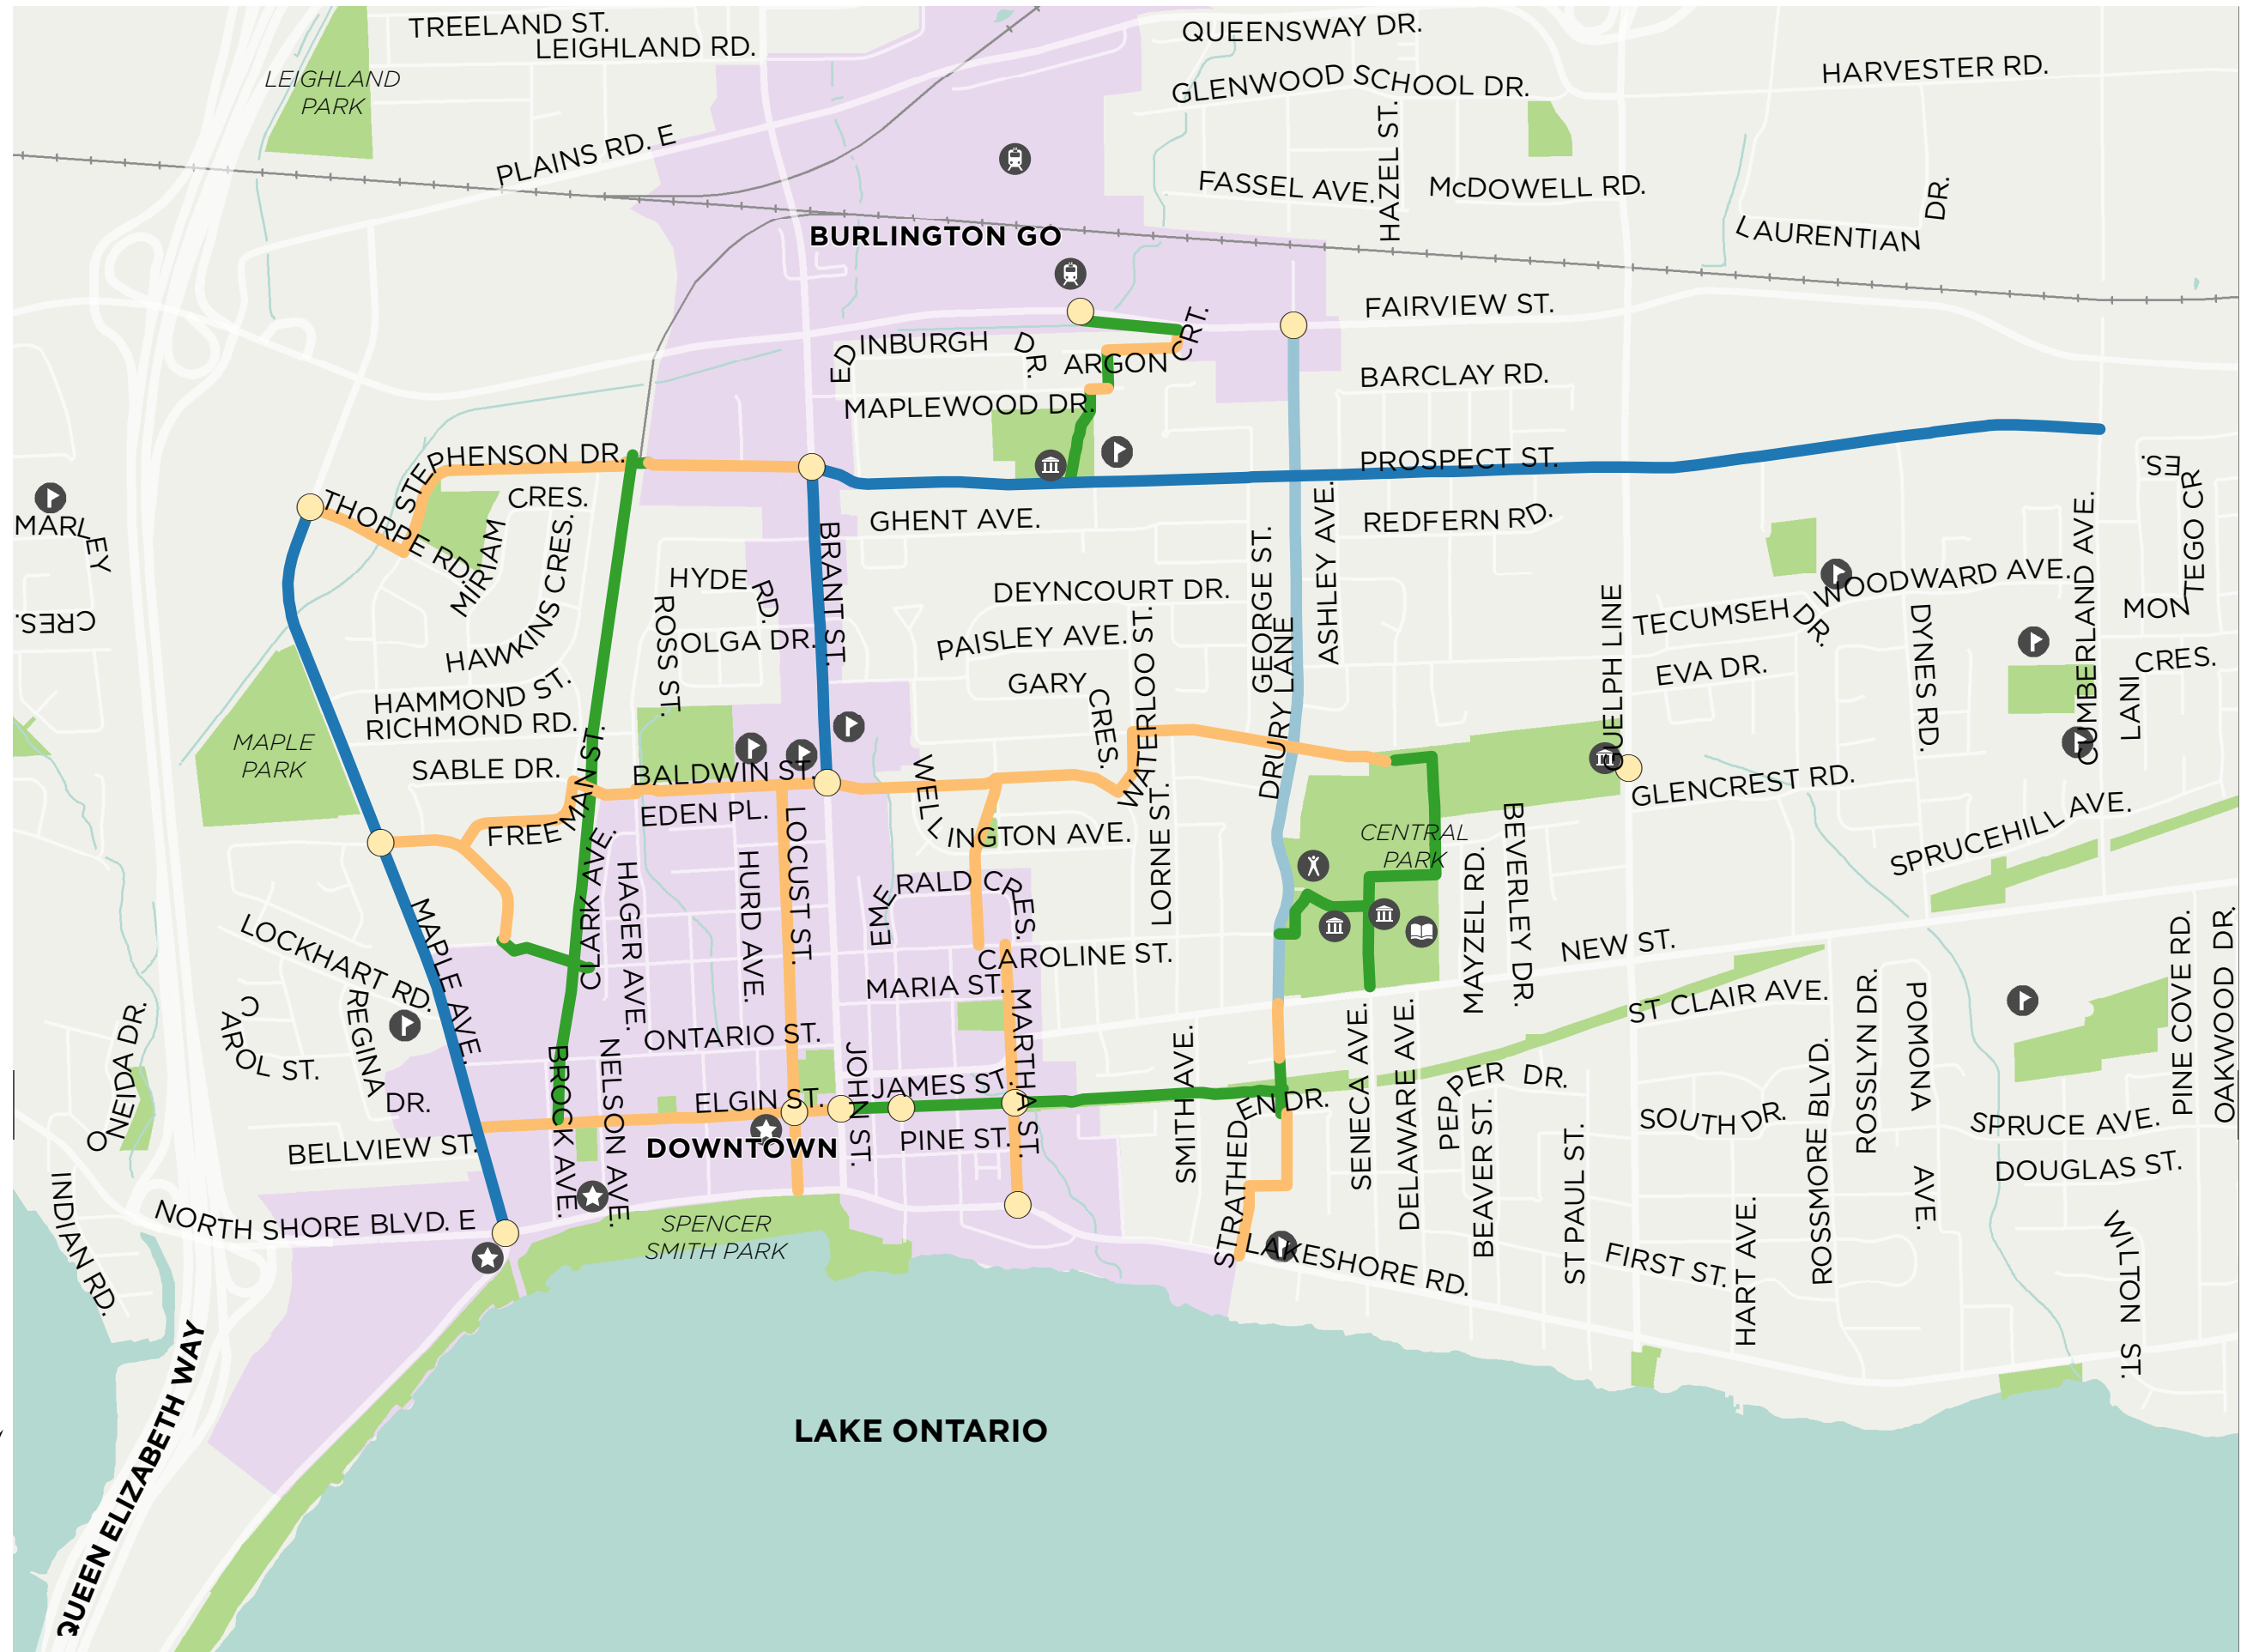 TREELAND ST.
LEIGHLAND RD.
QUEENSWAY DR.
LEIGHLAND
PARK
GLENWOOD SCHOOL DR.
HARVESTER RD.
PLAINS RD. E
HAZEL ST.
FASSEL AVE.
McDOWELL RD.
LAURENTIAN DR.
BURLINGTON GO
FAIRVIEW ST.
EDINBURGH DR.
ARGON CRT.
BARCLAY RD.
MAPLEWOOD DR.
STEPHENSON DR.
PROSPECT ST.
THORPE RD.
MIRIAM CRES.
HAWKINS CRES.
GHENT AVE.
REDFERN RD.
MARLEY
CRES.
BRANT ST.
HYDE RD.
ROSS ST.
OLGA DR.
DEYNCOURT DR.
PAISLEY AVE.
GARY CRES.
WATERLOO ST.
GEORGE ST.
DRURY LANE
ASHLEY AVE.
GUELPH LINE
TECUMSEH DR.
WOODWARD AVE.
EVA DR.
DYNES RD.
CUMBERLAND AVE.
MONTEGO CRES.
LANI CRES.
HAMMOND ST.
RICHMOND RD.
SABLE DR.
MAPLE
PARK
BALDWIN ST.
EDEN PL.
FREEMAN ST.
LOCUST ST.
WELLINGTON AVE.
LORNE ST.
GLENCREST RD.
SPRUCEHILL AVE.
CENTRAL
PARK
MAYZEL RD.
BEVERLEY DR.
CLARK AVE.
HAGER AVE.
HURD AVE.
EMERALD CRES.
CAROLINE ST.
MARIA ST.
MARTHA ST.
NEW ST.
ST CLAIR AVE.
LOCKHART RD.
MAPLE AVE.
REGINA DR.
CAROL ST.
ONEIDA DR.
ONTARIO ST.
BROCK AVE.
NELSON AVE.
ELGIN ST.
JOHN ST.
JAMES ST.
PINE ST.
DOWNTOWN
SMITH AVE.
STRATHEDEN DR.
SENECA AVE.
DELAWARE AVE.
PEPPER DR.
BEAVER ST.
ST PAUL ST.
SOUTH DR.
ROSSMORE BLVD.
ROSSLYN DR.
POMONA AVE.
PINE COVE RD.
OAKWOOD DR.
SPRUCE AVE.
DOUGLAS ST.
BELLVIEW ST.
INDIAN RD.
NORTH SHORE BLVD. E
SPENCER
SMITH PARK
LAKESHORE RD.
FIRST ST.
HART AVE.
WILTON ST.
QUEEN ELIZABETH WAY
LAKE ONTARIO